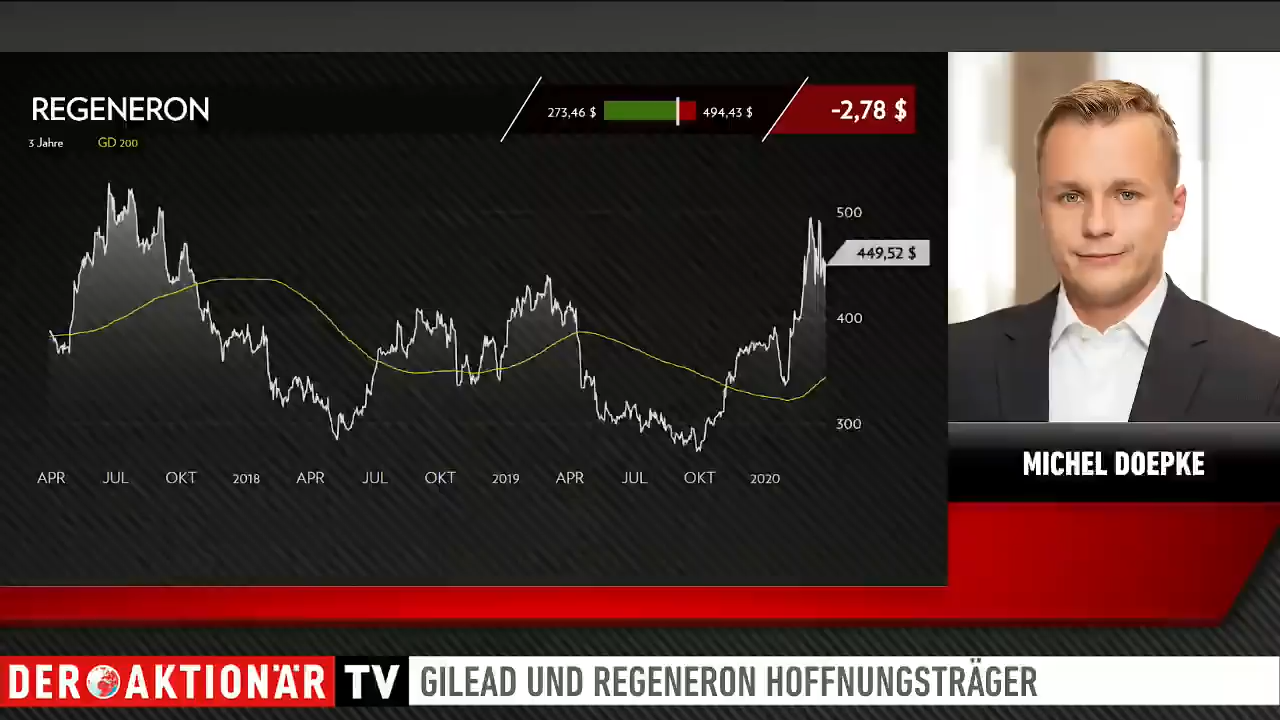 REGENERON
273,46 $ 494,43 $
-2,78 $
3 Jahre GD 200
500
449,52 $
400
300
APR JUL OKT 2018 APR JUL OKT 2019 APR JUL OKT 2020
MICHEL DOEPKE
DER AKTIONÄR TV
GILEAD UND REGENERON HOFFNUNGSTRÄGER